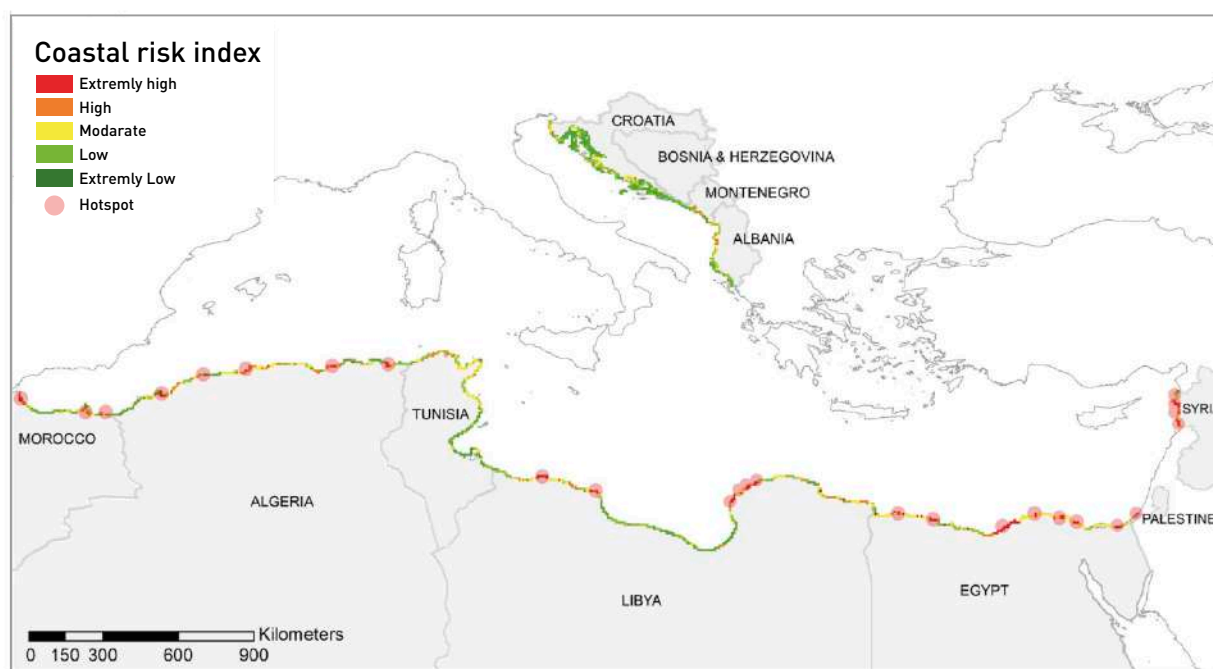 Coastal risk index
Extremly high
High
Modarate
Low
Extremly Low
Hotspot
CROATIA
BOSNIA & HERZEGOVINA
MONTENEGRO
ALBANIA
TUNISIA
SYRI
MOROCCO
ALGERIA
PALESTINE
LIBYA
EGYPT
Kilometers
0 150 300 600 900